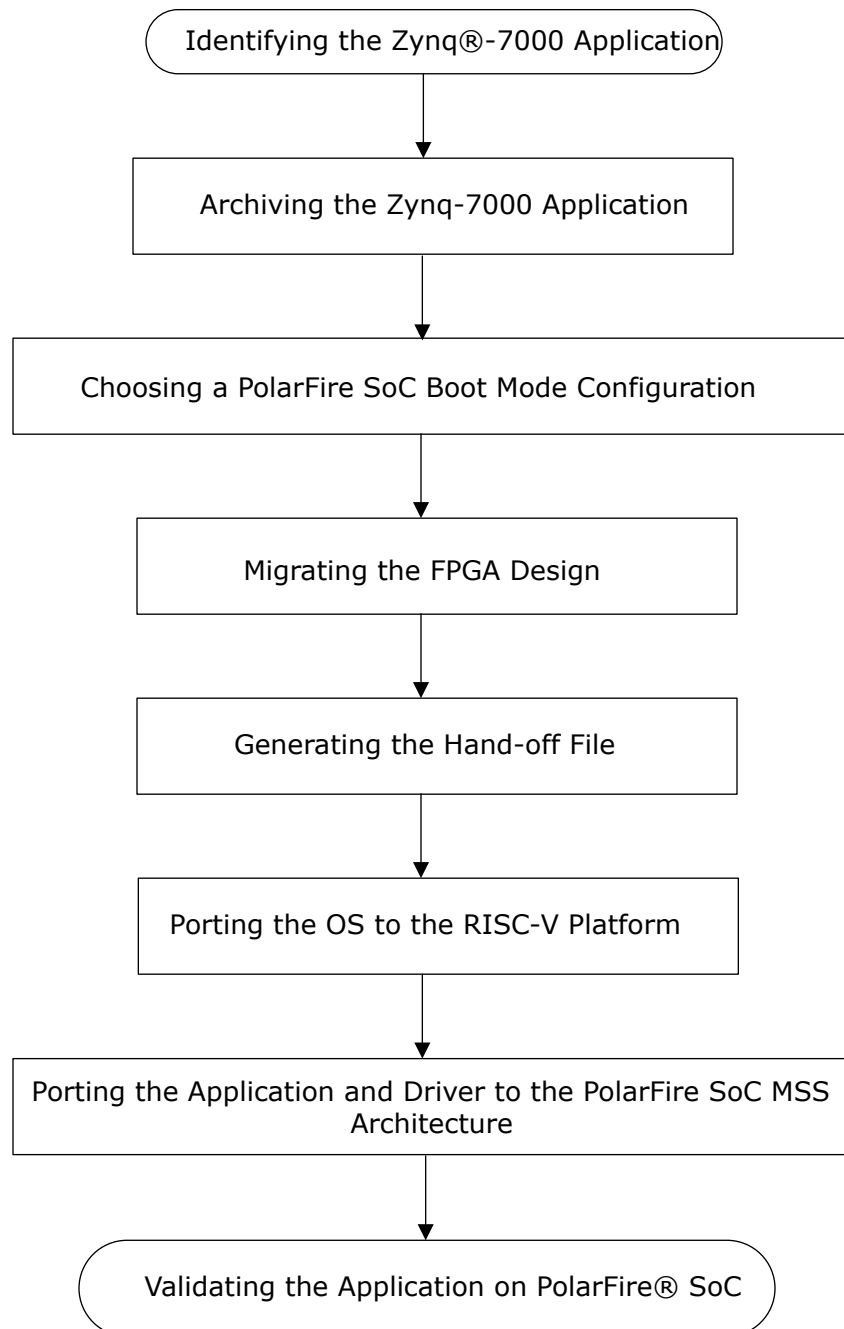 Identifying the Zynq®-7000 Application
Archiving the Zynq-7000 Application
Choosing a PolarFire SoC Boot Mode Configuration
Migrating the FPGA Design
Generating the Hand-off File
Porting the OS to the RISC-V Platform
Porting the Application and Driver to the PolarFire SoC MSS
Architecture
Validating the Application on PolarFire® SoC